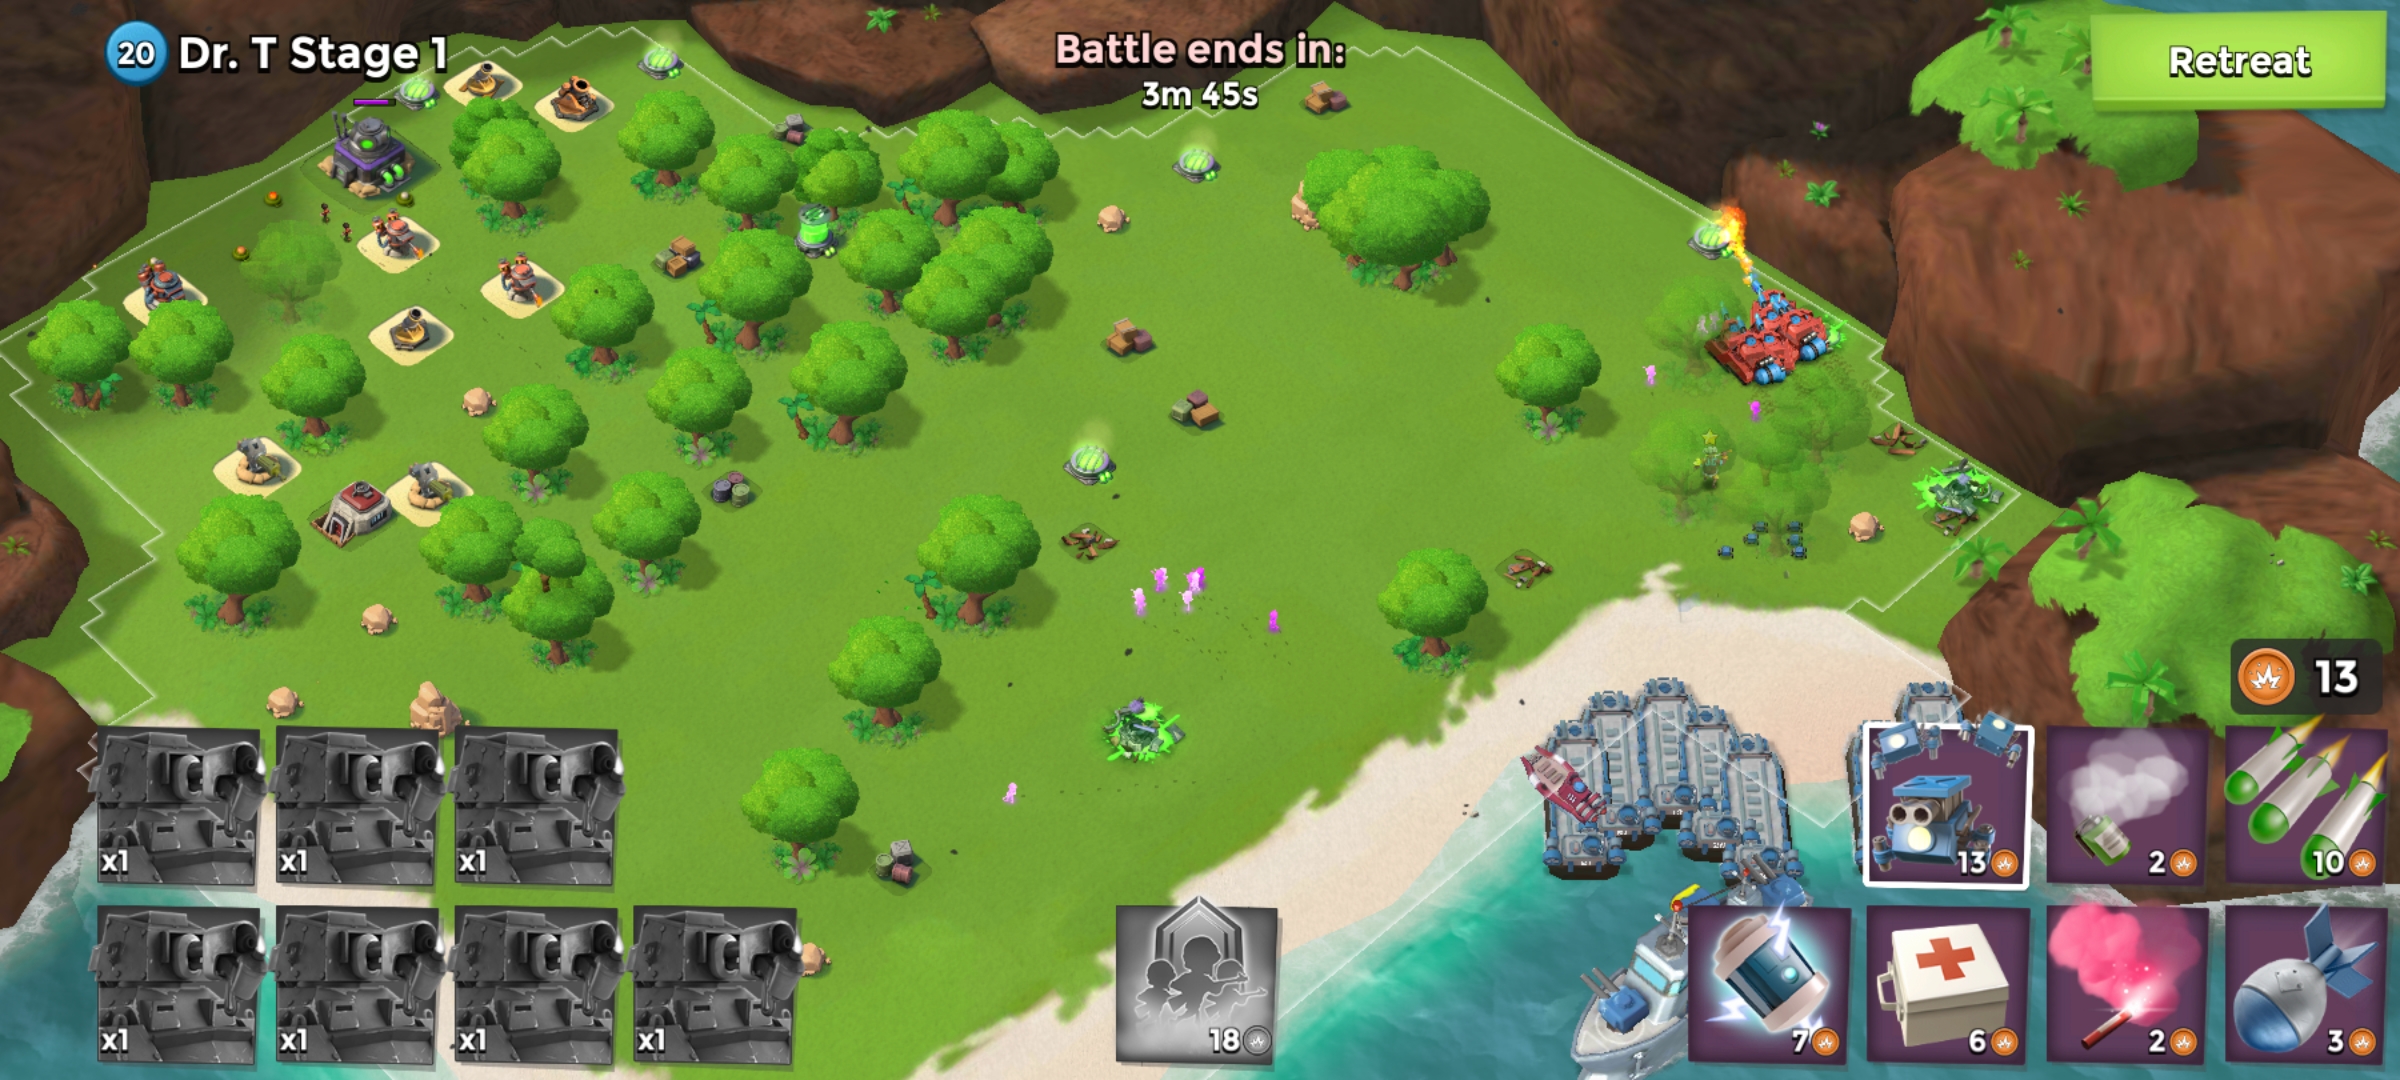 20 Dr. T Stage 1
Battle ends in:
3m 45s
Retreat
13
x1 x1 x1
13 2 10
x1 x1 x1 x1
18 7 6 2 3